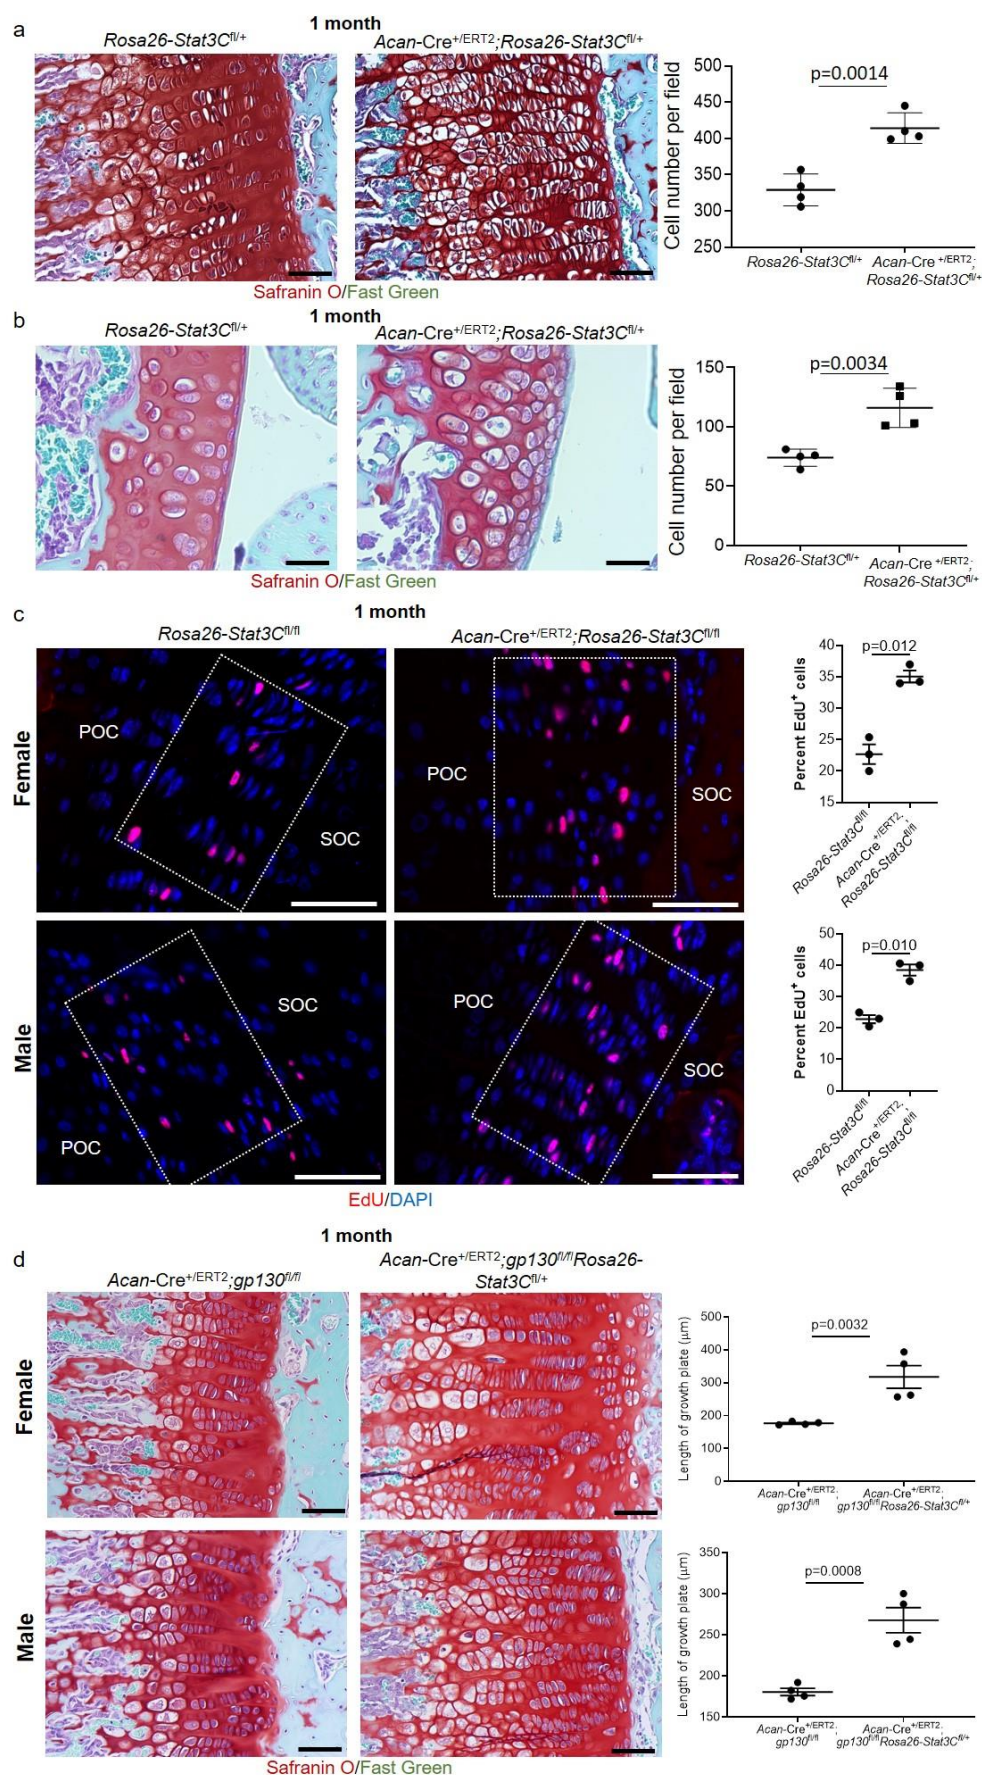 a
1 month
Rosa26-Stat3Cfl/+
Acan-Cre+/ERT2;Rosa26-Stat3Cfl/+
Cell number per field
500
450
400
350
300
250
p=0.0014
Rosa26-Stat3Cfl/+
Acan-Cre+/ERT2;
Rosa26-Stat3Cfl/+
Safranin O/Fast Green
b
1 month
Rosa26-Stat3Cfl/+
Acan-Cre+/ERT2;Rosa26-Stat3Cfl/+
Cell number per field
150
100
50
0
p=0.0034
Rosa26-Stat3Cfl/+
Acan-Cre+/ERT2;
Rosa26-Stat3Cfl/+
Safranin O/Fast Green
c
1 month
Rosa26-Stat3Cfl/fl
Acan-Cre+/ERT2;Rosa26-Stat3Cfl/fl
Female
POC
SOC
POC
SOC
Percent EdU+ cells
40
35
30
25
20
15
p=0.012
Rosa26-Stat3Cfl/fl
Acan-Cre+/ERT2;
Rosa26-Stat3Cfl/fl
Male
POC
SOC
POC
SOC
Percent EdU+ cells
50
40
30
20
10
0
p=0.010
Rosa26-Stat3Cfl/fl
Acan-Cre+/ERT2;
Rosa26-Stat3Cfl/fl
EdU/DAPI
d
1 month
Acan-Cre+/ERT2;gp130fl/fl
Acan-Cre+/ERT2;gp130fl/flRosa26-
Stat3Cfl/+
Female
Length of growth plate (μm)
500
400
300
200
100
0
p=0.0032
Acan-Cre+/ERT2;
gp130fl/fl
Acan-Cre+/ERT2;
gp130fl/flRosa26-Stat3Cfl/+
Male
Length of growth plate (μm)
350
300
250
200
150
p=0.0008
Acan-Cre+/ERT2;
gp130fl/fl
Acan-Cre+/ERT2;
gp130fl/flRosa26-Stat3Cfl/+
Safranin O/Fast Green